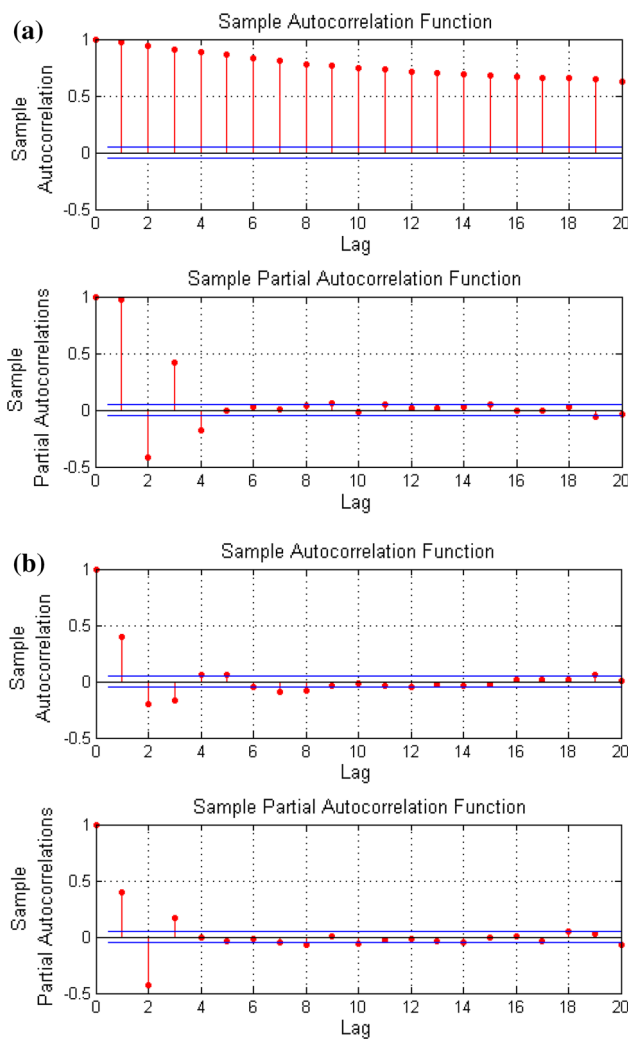 (a)
Sample Autocorrelation Function
Sample
Autocorrelation
1
0.5
0
-0.5
0 2 4 6 8 10 12 14 16 18 20
Lag
Sample Partial Autocorrelation Function
Sample
Partial Autocorrelations
1
0.5
0
-0.5
0 2 4 6 8 10 12 14 16 18 20
Lag
(b)
Sample Autocorrelation Function
Sample
Autocorrelation
1
0.5
0
-0.5
0 2 4 6 8 10 12 14 16 18 20
Lag
Sample Partial Autocorrelation Function
Sample
Partial Autocorrelations
1
0.5
0
-0.5
0 2 4 6 8 10 12 14 16 18 20
Lag